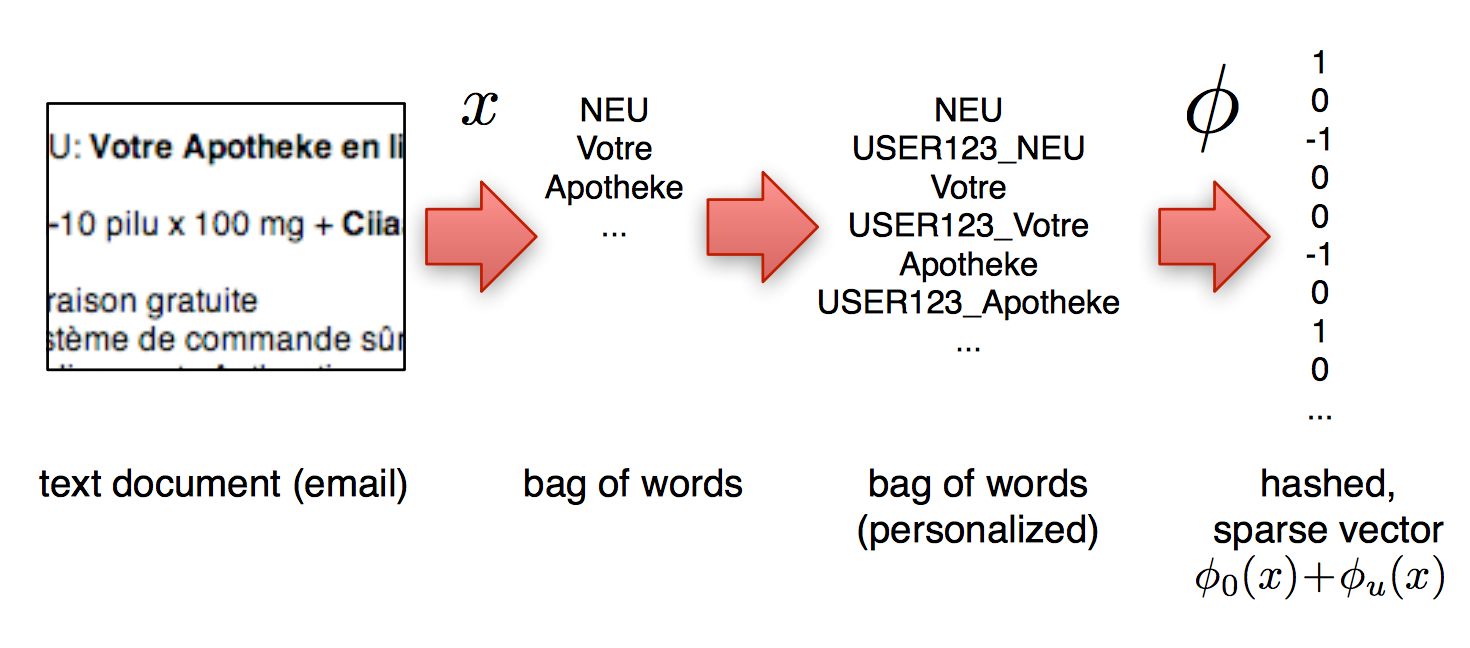 U: Votre Apotheke en li
-10 pilu x 100 mg + Ciia
raison gratuite
stème de commande sûr
x
NEU
Votre
Apotheke
...
NEU
USER123_NEU
Votre
USER123_Votre
Apotheke
USER123_Apotheke
...
ϕ
1
0
-1
0
0
-1
0
1
0
...
text document (email)
bag of words
bag of words
(personalized)
hashed,
sparse vector
ϕ₀(x)+ϕᵤ(x)